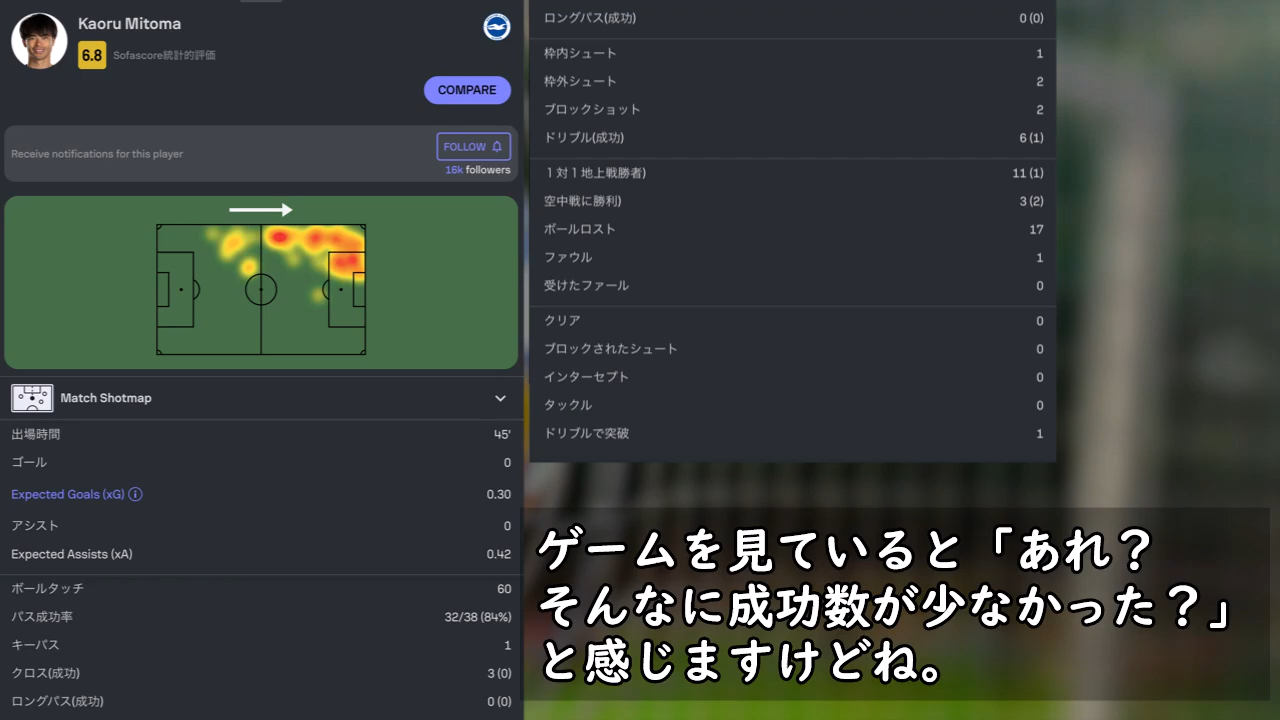 Kaoru Mitoma
6.8 Sofascore統計的評価
COMPARE
Receive notifications for this player
FOLLOW
16k followers
Match Shotmap
出場時間 45'
ゴール 0
Expected Goals (xG) i 0.30
アシスト 0
Expected Assists (xA) 0.42
ボールタッチ 60
パス成功率 32/38 (84%)
キーパス 1
クロス(成功) 3 (0)
ロングパス(成功) 0 (0)
ロングパス(成功) 0 (0)
枠内シュート 1
枠外シュート 2
ブロックショット 2
ドリブル(成功) 6 (1)
1対1地上戦勝者) 11 (1)
空中戦に勝利) 3 (2)
ボールロスト 17
ファウル 1
受けたファール 0
クリア 0
ブロックされたシュート 0
インターセプト 0
タックル 0
ドリブルで突破 1
ゲームを見ていると「あれ？
そんなに成功数が少なかった？」
と感じますけどね。